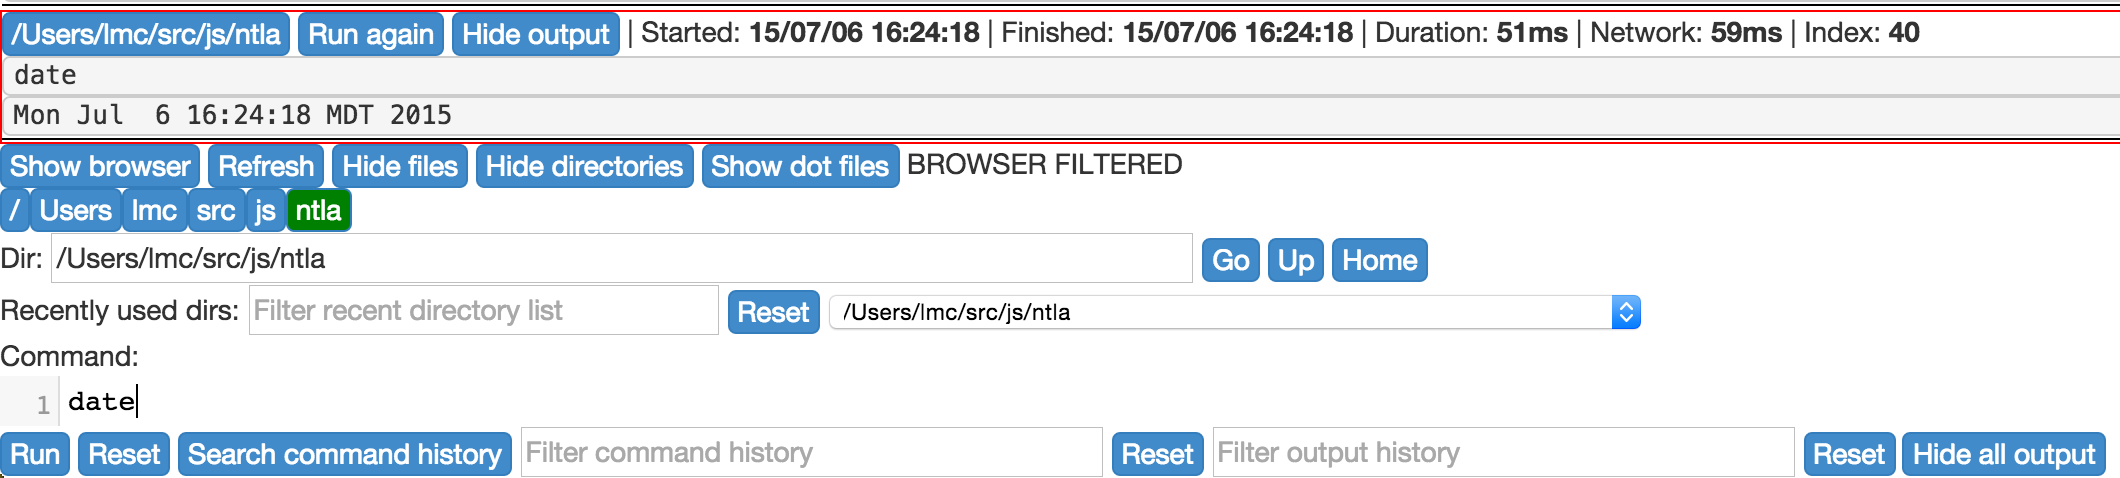 /Users/lmc/src/js/ntla Run again Hide output | Started: 15/07/06 16:24:18 | Finished: 15/07/06 16:24:18 | Duration: 51ms | Network: 59ms | Index: 40
date
Mon Jul  6 16:24:18 MDT 2015
Show browser Refresh Hide files Hide directories Show dot files BROWSER FILTERED
/ Users lmc src js ntla
Dir: /Users/lmc/src/js/ntla Go Up Home
Recently used dirs: Filter recent directory list Reset /Users/lmc/src/js/ntla
Command:
1 date
Run Reset Search command history Filter command history Reset Filter output history Reset Hide all output